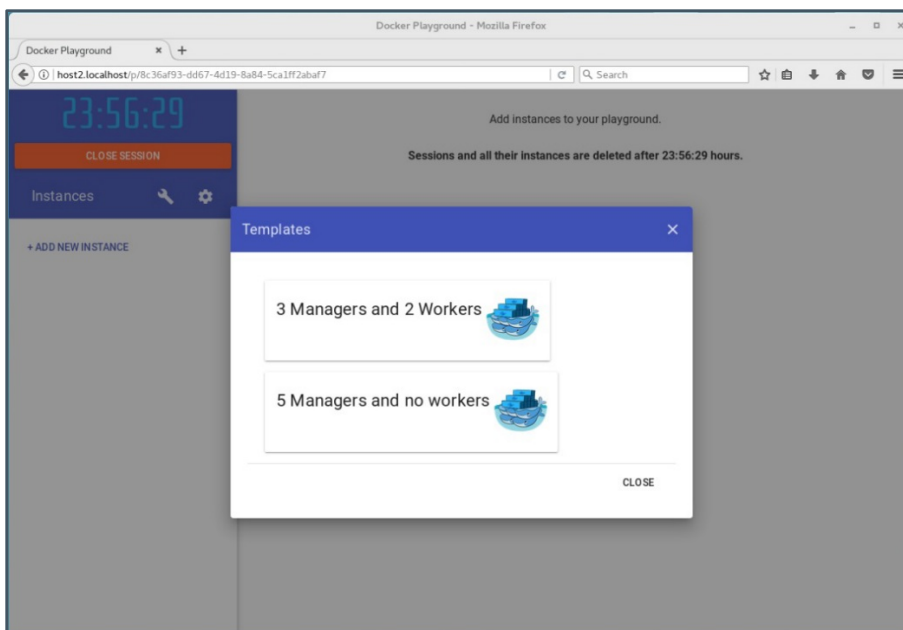 Docker Playground - Mozilla Firefox
Docker Playground
host2.localhost/p/8c36af93-dd67-4d19-8a84-5ca1ff2abaf7
Search
23:56:29
CLOSE SESSION
Instances
+ ADD NEW INSTANCE
Add instances to your playground.
Sessions and all their instances are deleted after 23:56:29 hours.
Templates
3 Managers and 2 Workers
5 Managers and no workers
CLOSE